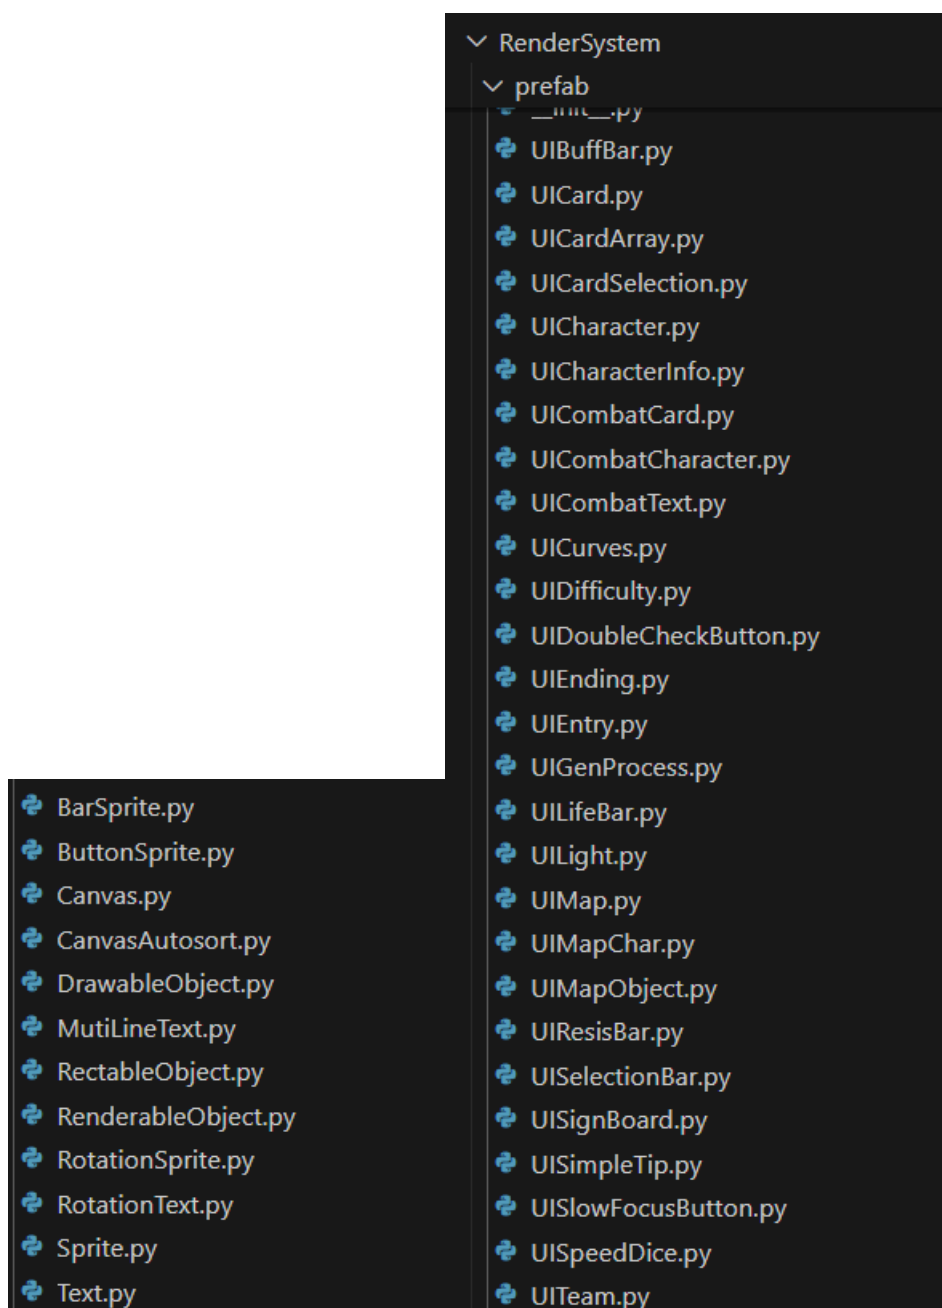 RenderSystem
prefab
__init__.py
UIBuffBar.py
UICard.py
UICardArray.py
UICardSelection.py
UICharacter.py
UICharacterInfo.py
UICombatCard.py
UICombatCharacter.py
UICombatText.py
UICurves.py
UIDifficulty.py
UIDoubleCheckButton.py
UIEnding.py
UIEntry.py
UIGenProcess.py
UILifeBar.py
UILight.py
UIMap.py
UIMapChar.py
UIMapObject.py
UIResisBar.py
UISelectionBar.py
UISignBoard.py
UISimpleTip.py
UISlowFocusButton.py
UISpeedDice.py
UITeam.py
BarSprite.py
ButtonSprite.py
Canvas.py
CanvasAutosort.py
DrawableObject.py
MutiLineText.py
RectableObject.py
RenderableObject.py
RotationSprite.py
RotationText.py
Sprite.py
Text.py